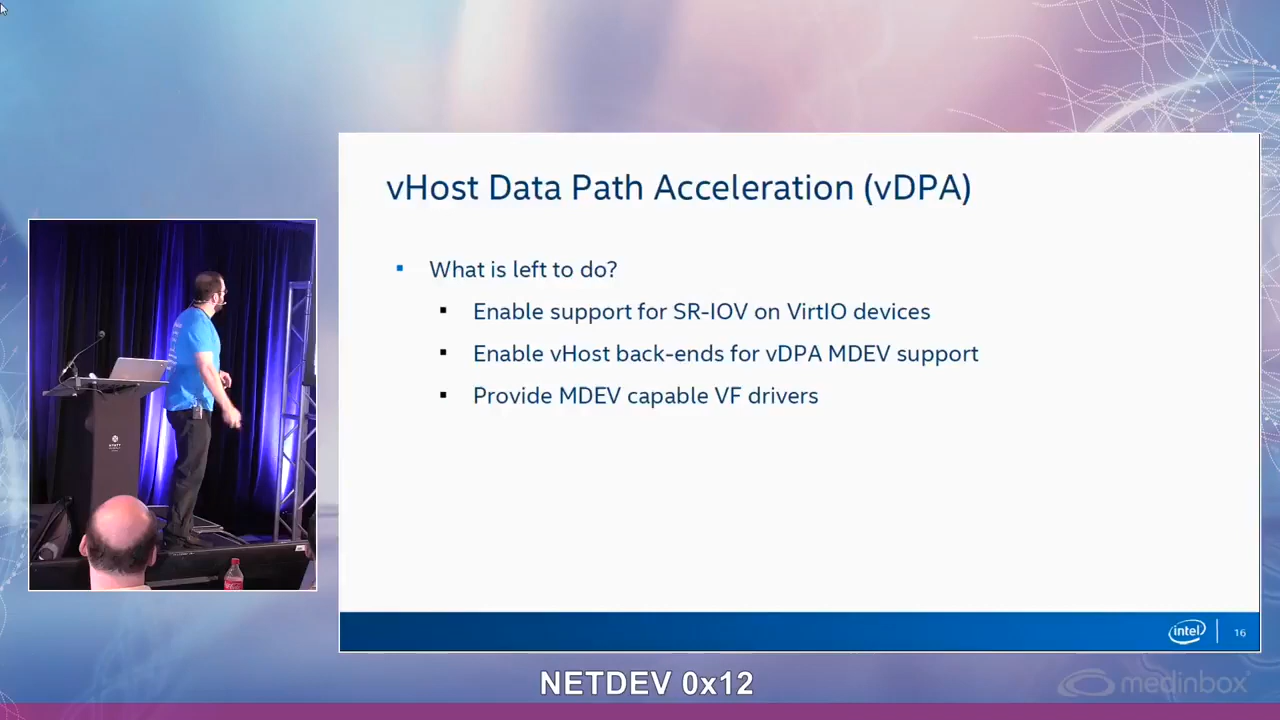 vHost Data Path Acceleration (vDPA)
What is left to do?
Enable support for SR-IOV on VirtIO devices
Enable vHost back-ends for vDPA MDEV support
Provide MDEV capable VF drivers
intel
16
NETDEV 0x12
medinbox